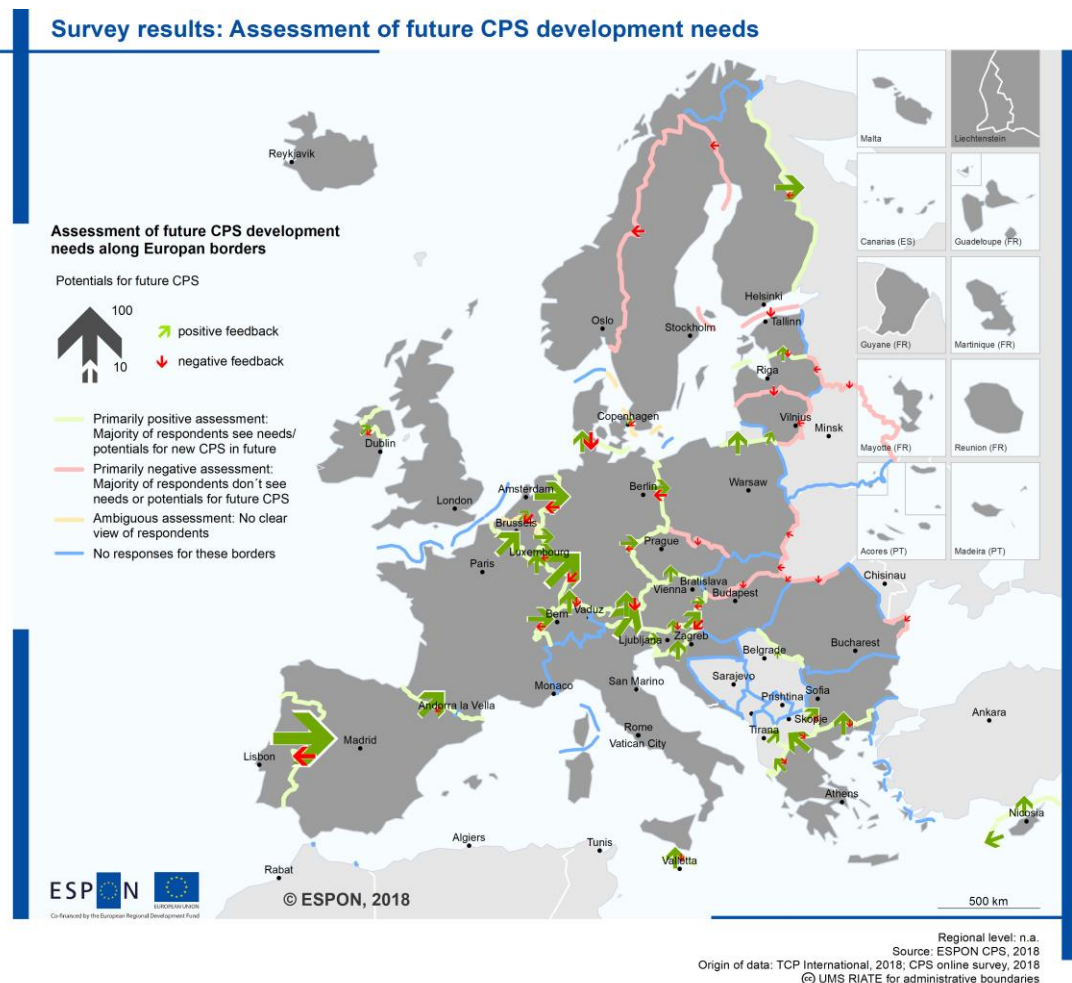 Survey results: Assessment of future CPS development needs
Malta
Liechtenstein
Canarias (ES)
Guadeloupe (FR)
Guyane (FR)
Martinique (FR)
Mayotte (FR)
Reunion (FR)
Acores (PT)
Madeira (PT)
Assessment of future CPS development
needs along Europan borders
Potentials for future CPS
100
10
positive feedback
negative feedback
Primarily positive assessment:
Majority of respondents see needs/
potentials for new CPS in future
Primarily negative assessment:
Majority of respondents don´t see
needs or potentials for future CPS
Ambiguous assessment: No clear
view of respondents
No responses for these borders
Reykjavik
Oslo
Stockholm
Helsinki
Tallinn
Riga
Copenhagen
Vilnius
Minsk
Dublin
Amsterdam
Berlin
Warsaw
London
Brussels
Luxembourg
Prague
Paris
Vienna
Bratislava
Budapest
Chisinau
Bern
Vaduz
Ljubljana
Zagreb
Belgrade
Bucharest
Sarajevo
Monaco
San Marino
Prishtina
Sofia
Andorra la Vella
Skopje
Tirana
Ankara
Rome
Vatican City
Madrid
Lisbon
Athens
Nicosia
Algiers
Tunis
Valletta
Rabat
ESPON
EUROPEAN UNION
Co-financed by the European Regional Development Fund
© ESPON, 2018
500 km
Regional level: n.a.
Source: ESPON CPS, 2018
Origin of data: TCP International, 2018; CPS online survey, 2018
(cc) UMS RIATE for administrative boundaries